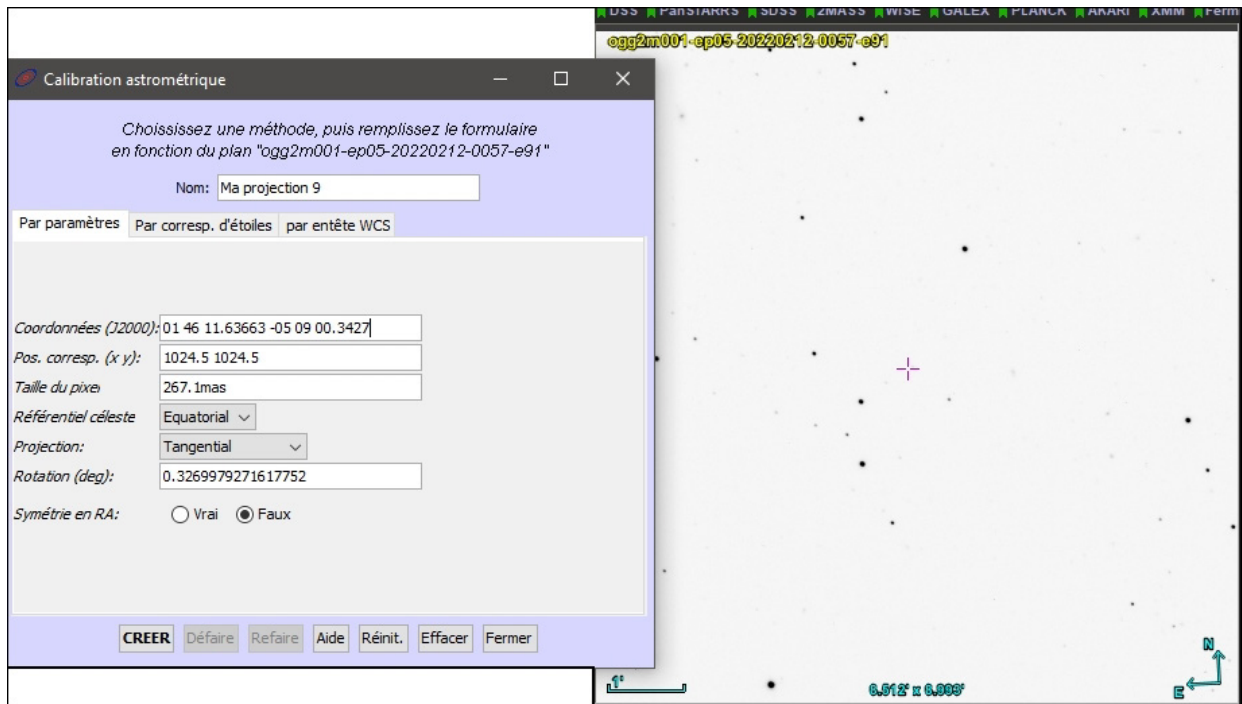 DSS PanSTARRS SDSS 2MASS WISE GALEX PLANCK AKARI XMM Ferm
ogg2m001-ep05-20220212-0057-e91
Calibration astrométrique
Choississez une méthode, puis remplissez le formulaire
en fonction du plan "ogg2m001-ep05-20220212-0057-e91"
Nom: Ma projection 9
Par paramètres Par corresp. d'étoiles par entête WCS
Coordonnées (J2000): 01 46 11.63663 -05 09 00.3427
Pos. corresp. (x y): 1024.5 1024.5
Taille du pixel 267.1mas
Référentiel céleste Equatorial
Projection: Tangential
Rotation (deg): 0.3269979271617752
Symétrie en RA: Vrai Faux
CREER Défaire Refaire Aide Réinit. Effacer Fermer
1'
N
E